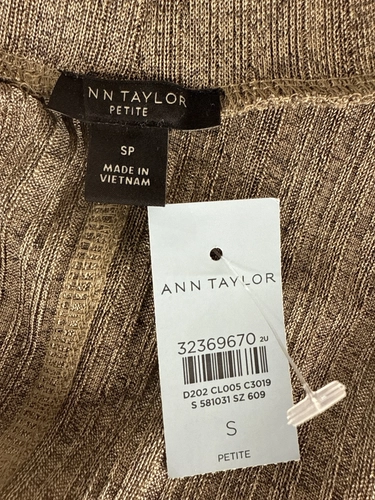 NN TAYLOR
PETITE
SP
MADE IN
VIETNAM
ANN TAYLOR
32369670 2U
D202 CL005 C3019
S 581031 SZ 609
S
PETITE